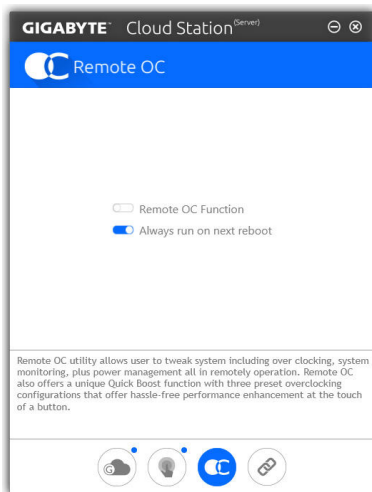 GIGABYTE™ Cloud Station (Server)
Remote OC
Remote OC Function
Always run on next reboot
Remote OC utility allows user to tweak system including over clocking, system
monitoring, plus power management all in remotely operation. Remote OC
also offers a unique Quick Boost function with three preset overclocking
configurations that offer hassle-free performance enhancement at the touch
of a button.
G